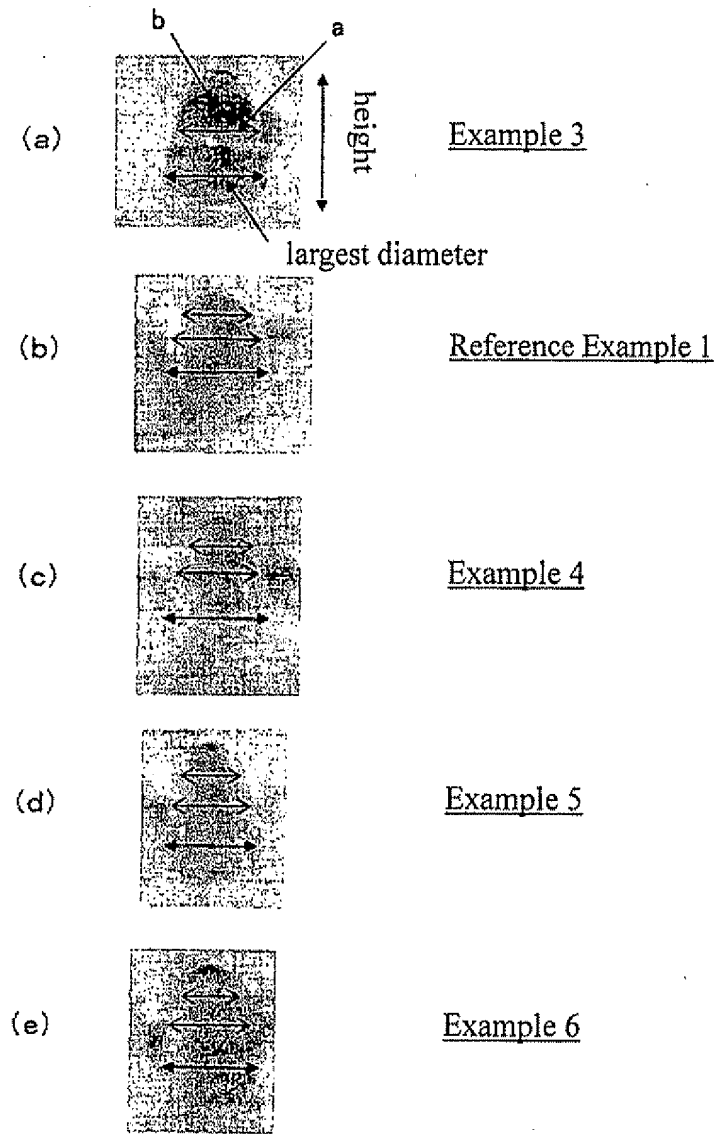 b
a
(a)
height
Example 3
largest diameter
(b)
Reference Example 1
(c)
Example 4
(d)
Example 5
(e)
Example 6